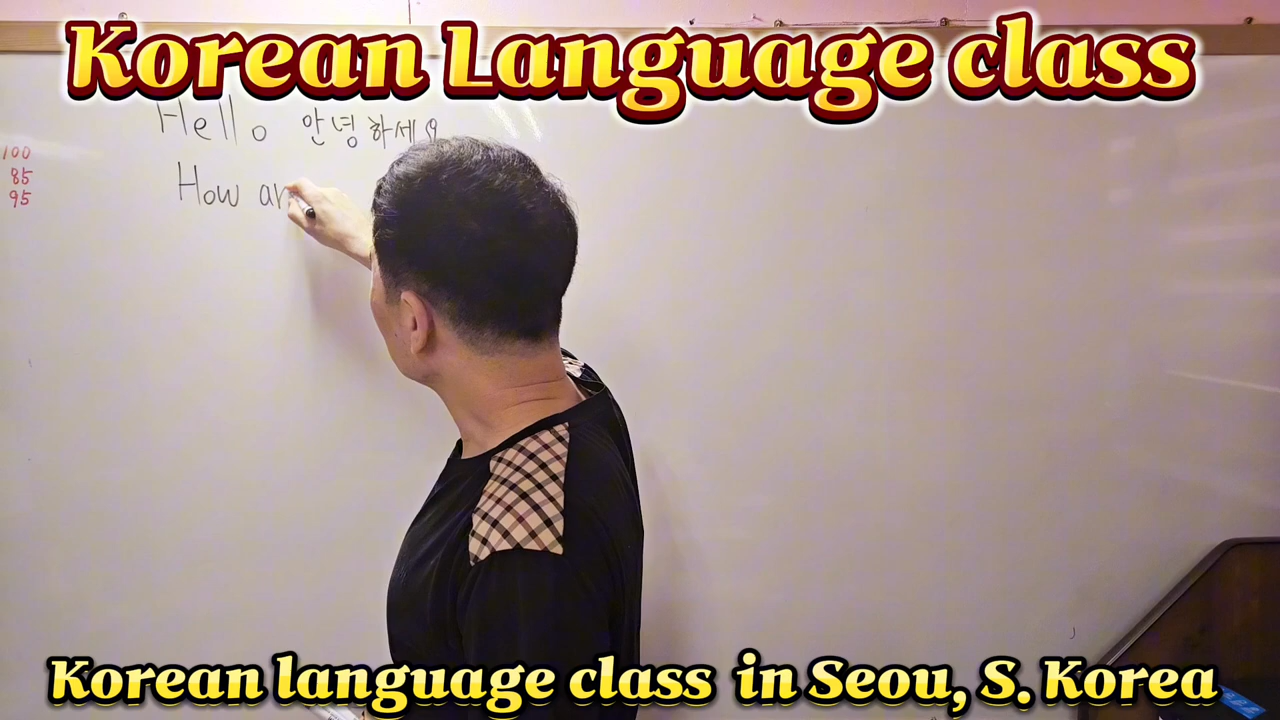 Korean Language class
Hello 안녕하세요
100
85
95
How ar
Korean language class in Seou, S. Korea